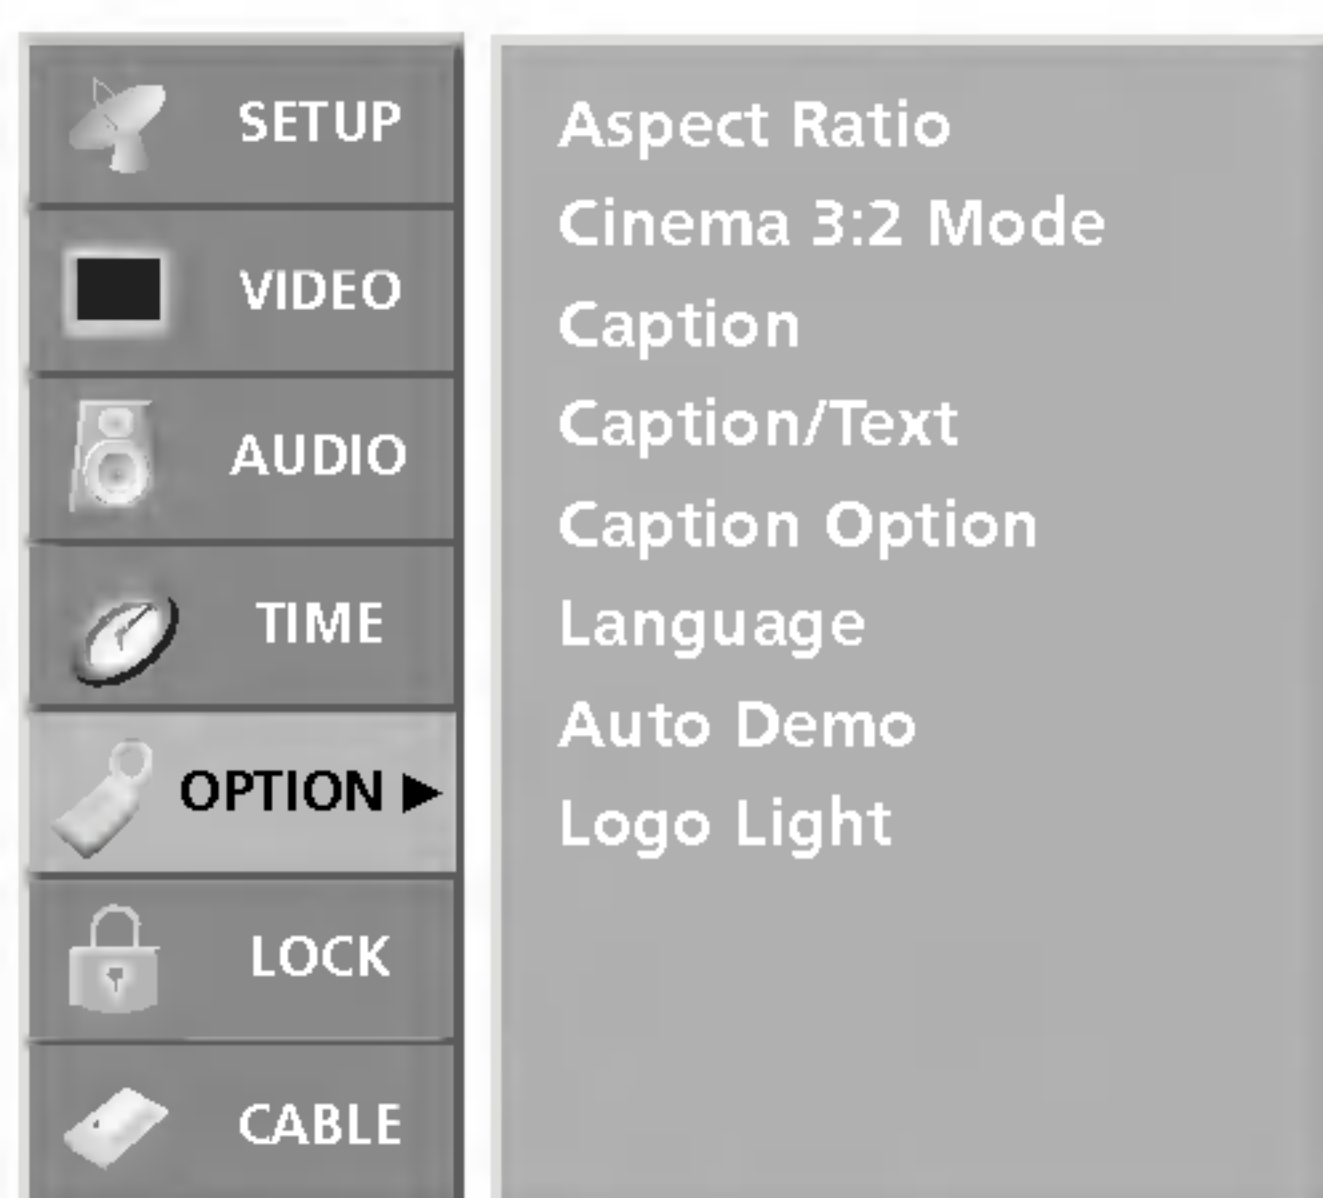 SETUP
VIDEO
AUDIO
TIME
OPTION ►
LOCK
CABLE
Aspect Ratio
Cinema 3:2 Mode
Caption
Caption/Text
Caption Option
Language
Auto Demo
Logo Light